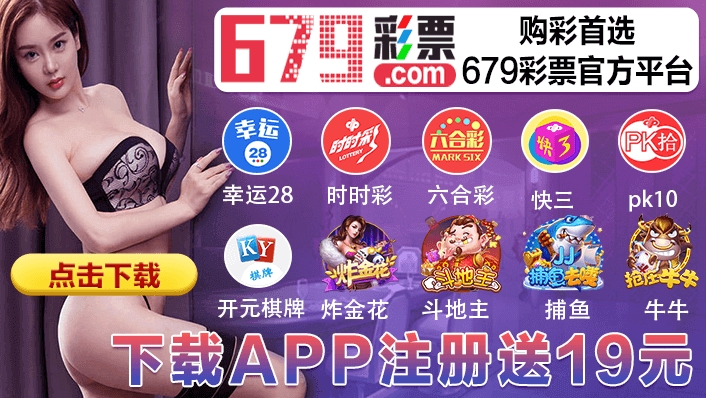 679彩票.com
购彩首选
679彩票官方平台
幸运
28
时时彩
LOTTERY
六合彩
MARK SIX
快3
PK拾
幸运28
时时彩
六合彩
快三
pk10
KY
棋牌
炸金花
斗地主
JJ
抢庄牛牛
开元棋牌
炸金花
斗地主
捕鱼
牛牛
点击下载
下载APP注册送19元